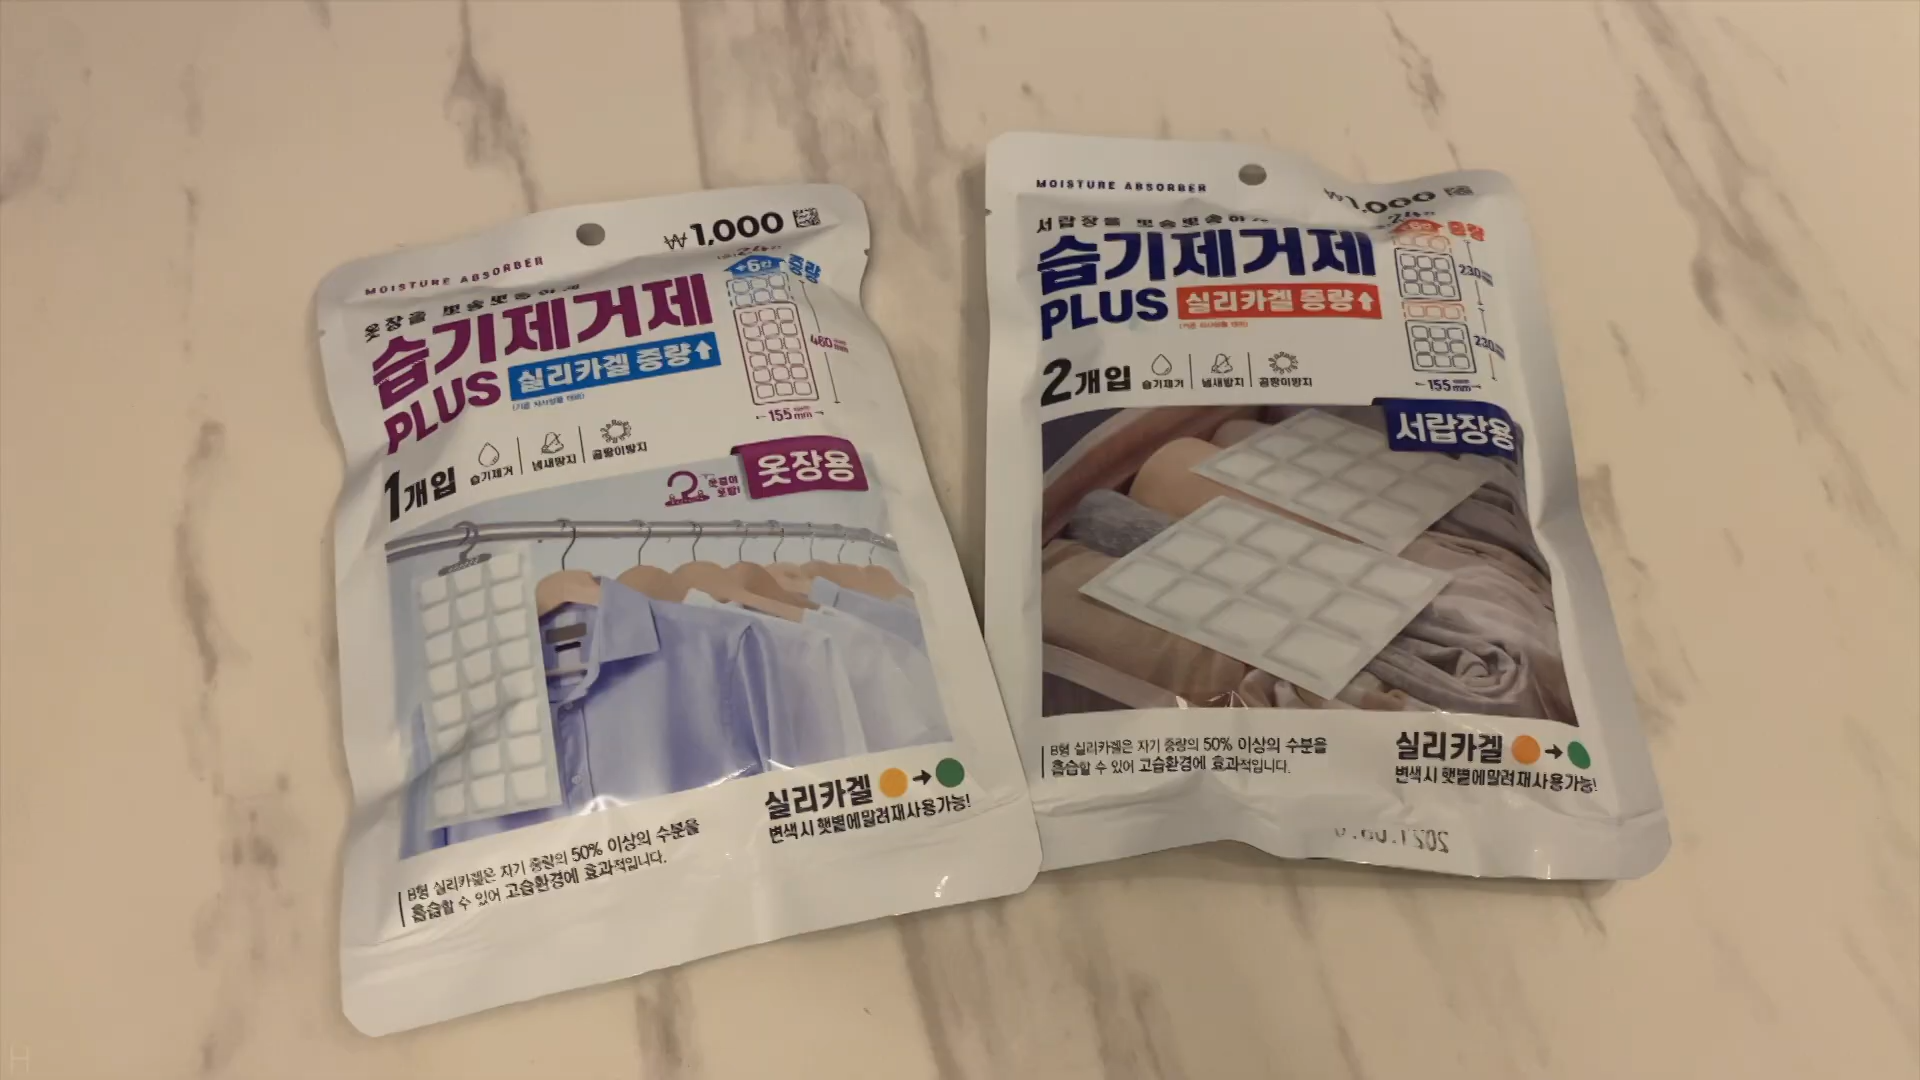 MOISTURE ABSORBER
₩1,000
옷장을 뽀송뽀송하게
습기제거제
PLUS 실리카겔 증량↑
+6칸 증량
480
155 mm
1개입 습기제거 냄새방지 곰팡이방지
옷장용
실리카겔 → 
변색시 햇볕에 말려 재사용가능!
B형 실리카겔은 자기 중량의 50% 이상의 수분을
흡습할 수 있어 고습환경에 효과적입니다.
MOISTURE ABSORBER
₩1,000
서랍장을 뽀송뽀송하게
습기제거제
PLUS 실리카겔 증량↑
증량
230
230
155 mm
2개입 습기제거 냄새방지 곰팡이방지
서랍장용
B형 실리카겔은 자기 중량의 50% 이상의 수분을
흡습할 수 있어 고습환경에 효과적입니다.
실리카겔 →
변색시 햇볕에 말려 재사용가능!